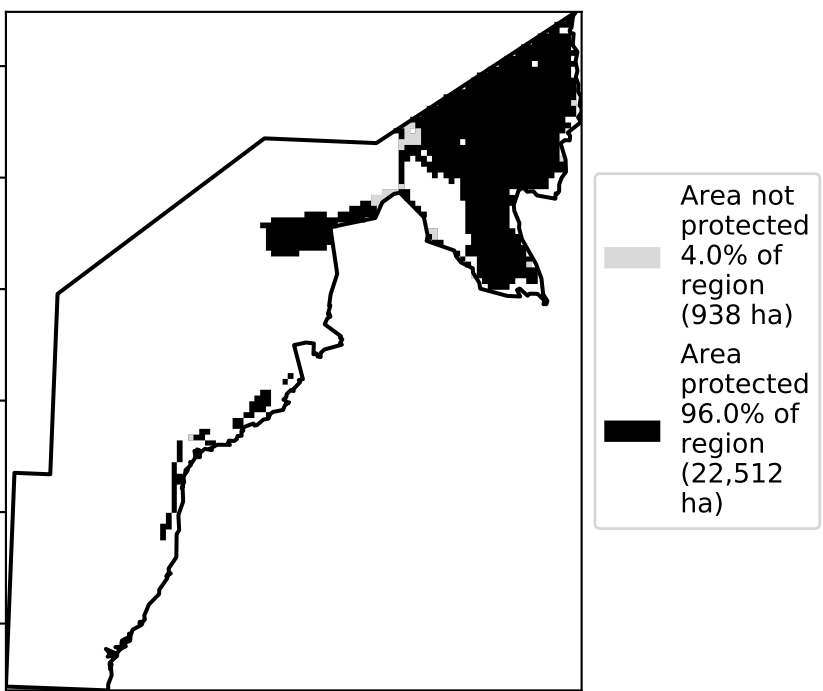 Area not
protected
4.0% of
region
(938 ha)
Area
protected
96.0% of
region
(22,512
ha)